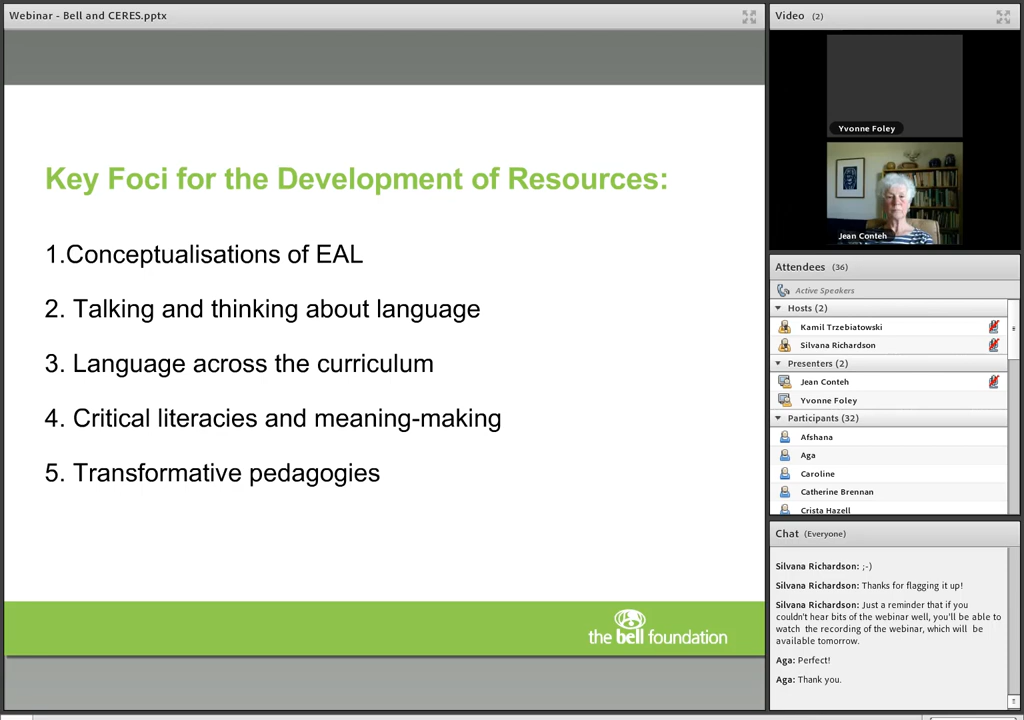 Webinar - Bell and CERES.pptx
Key Foci for the Development of Resources:
1.Conceptualisations of EAL
2. Talking and thinking about language
3. Language across the curriculum
4. Critical literacies and meaning-making
5. Transformative pedagogies
the bell foundation
Video (2)
Yvonne Foley
Jean Conteh
Attendees (36)
Active Speakers
Hosts (2)
Kamil Trzebiatowski
Silvana Richardson
Presenters (2)
Jean Conteh
Yvonne Foley
Participants (32)
Afshana
Aga
Caroline
Catherine Brennan
Crista Hazell
Chat (Everyone)
Silvana Richardson: ;-)
Silvana Richardson: Thanks for flagging it up!
Silvana Richardson: Just a reminder that if you
couldn't hear bits of the webinar well, you'll be able to
watch the recording of the webinar, which will be
available tomorrow.
Aga: Perfect!
Aga: Thank you.